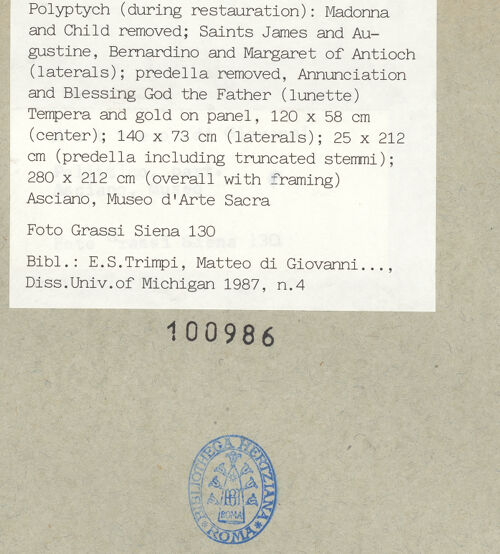 Polyptych (during restauration): Madonna
and Child removed; Saints James and Au-
gustine, Bernardino and Margaret of Antioch
(laterals); predella removed, Annunciation
and Blessing God the Father (lunette)
Tempera and gold on panel, 120 x 58 cm
(center); 140 x 73 cm (laterals); 25 x 212
cm (predella including truncated stemmi);
280 x 212 cm (overall with framing)
Asciano, Museo d'Arte Sacra
Foto Grassi Siena 130
Bibl.: E.S.Trimpi, Matteo di Giovanni...,
Diss.Univ.of Michigan 1987, n.4
100986
BIBLIOTHECA HERTZIANA
ROMA
ROMA